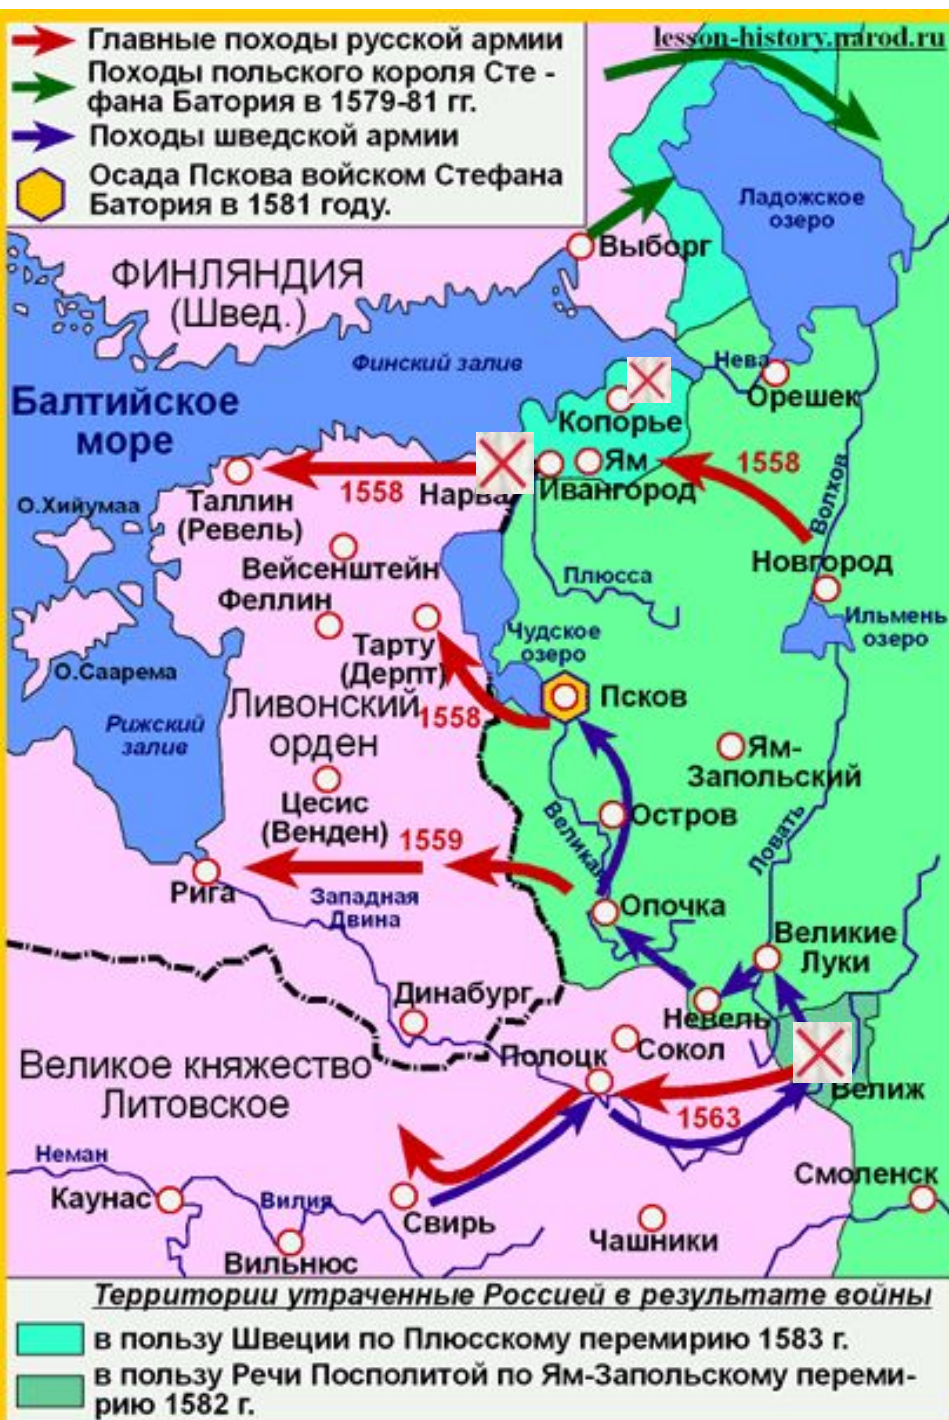 Главные походы русской армии
Походы польского короля Сте -
фана Батория в 1579-81 гг.
Походы шведской армии
Осада Пскова войском Стефана
Батория в 1581 году.
lesson-history.narod.ru
Ладожское
озеро
Выборг
ФИНЛЯНДИЯ
(Швед.)
Финский залив
Нева
Орешек
Балтийское
море
Копорье
Ям
1558
Таллин
(Ревель)
1558
Нарва
Ивангород
Волхов
О.Хийумаа
Вейсенштейн
Новгород
Феллин
Плюсса
Ильмень
озеро
Чудское
озеро
Тарту
(Дерпт)
О.Саарема
Ливонский
орден
1558
Псков
Рижский
залив
Ям-
Запольский
Цесис
(Венден)
Остров
Великая
Ловать
1559
Рига
Западная
Двина
Опочка
Великие
Луки
Динабург
Невель
Полоцк
Сокол
Велиж
Великое княжество
Литовское
1563
Неман
Каунас
Вилия
Свирь
Смоленск
Чашники
Вильнюс
Территории утраченные Россией в результате войны
в пользу Швеции по Плюсскому перемирию 1583 г.
в пользу Речи Посполитой по Ям-Запольскому переми-
рию 1582 г.